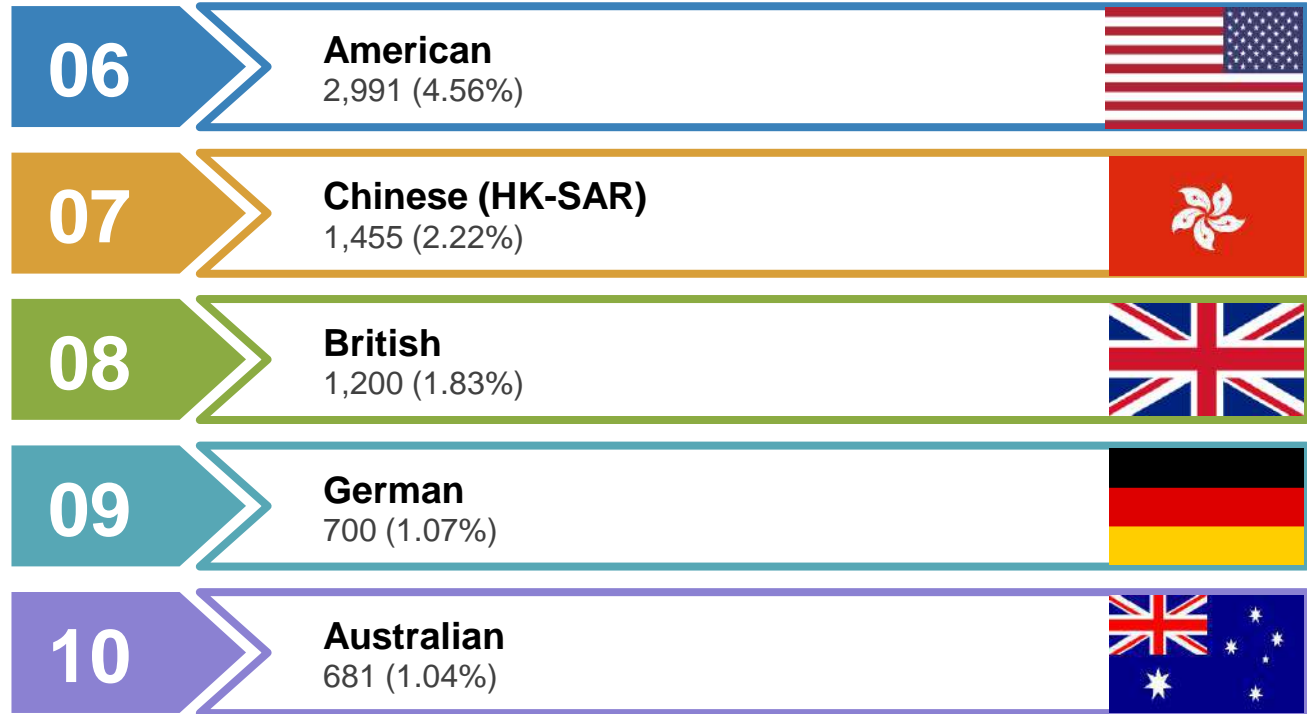 06
American
2,991 (4.56%)
07
Chinese (HK-SAR)
1,455 (2.22%)
08
British
1,200 (1.83%)
09
German
700 (1.07%)
10
Australian
681 (1.04%)